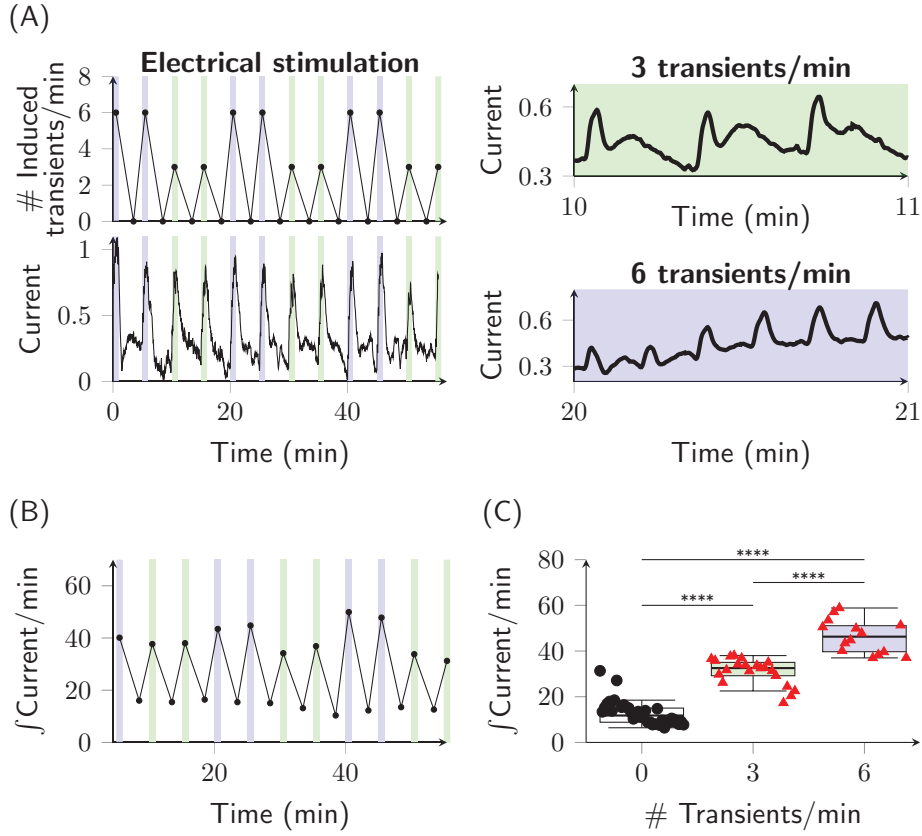 (A)
Electrical stimulation
# Induced
transients/min
8
6
4
2
0
Current
1
0.5
0
0 20 40
Time (min)
3 transients/min
Current
0.6
0.3
10 11
Time (min)
6 transients/min
Current
0.6
0.3
20 21
Time (min)
(B)
∫Current/min
60
40
20
0
20 40
Time (min)
(C)
∫Current/min
80
60
40
20
0
****
****
****
0 3 6
# Transients/min